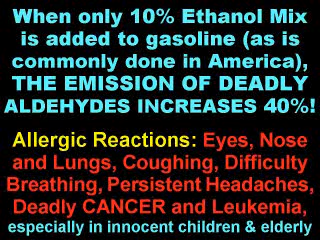 When only 10% Ethanol Mix
is added to gasoline (as is
commonly done in America),
THE EMISSION OF DEADLY
ALDEHYDES INCREASES 40%!
Allergic Reactions: Eyes, Nose
and Lungs, Coughing, Difficulty
Breathing, Persistent Headaches,
Deadly CANCER and Leukemia,
especially in innocent children & elderly